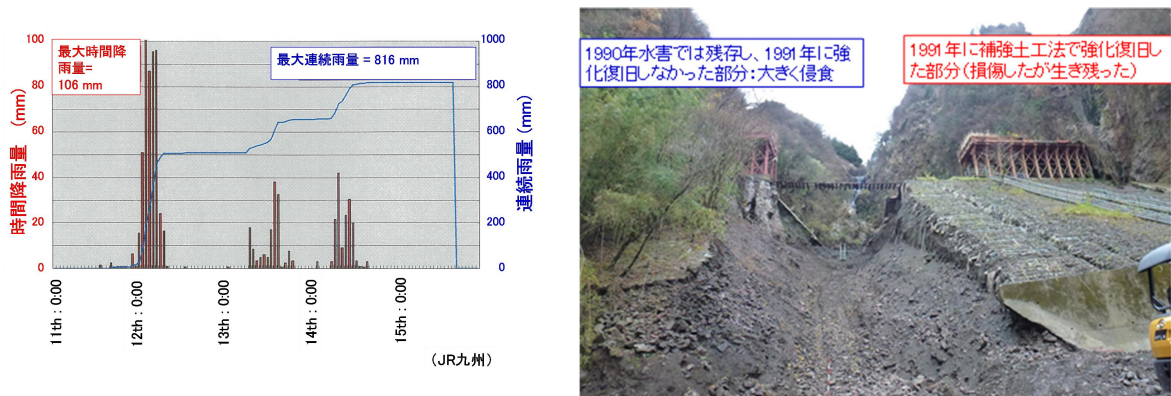 最大時間降
雨量=
106 mm
最大連続雨量 = 816 mm
時間降雨量 (mm)
100
80
60
40
20
0
連続雨量 (mm)
1000
800
600
400
200
0
11th : 0:00
12th : 0:00
13th : 0:00
14th : 0:00
15th : 0:00
(JR九州)
1990年水害では残存し、1991年に強
化復旧しなかった部分:大きく侵食
1991年に補強土工法で強化復旧し
た部分(損傷したが生き残った)